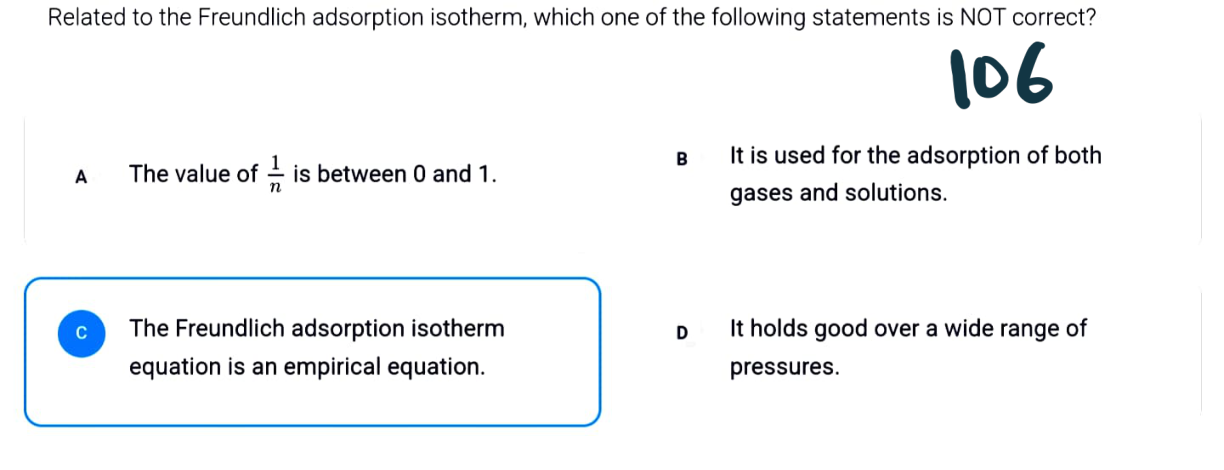 Related to the Freundlich adsorption isotherm, which one of the following statements is NOT correct?
106
A The value of 1/n is between 0 and 1.
B It is used for the adsorption of both
gases and solutions.
C The Freundlich adsorption isotherm
equation is an empirical equation.
D It holds good over a wide range of
pressures.